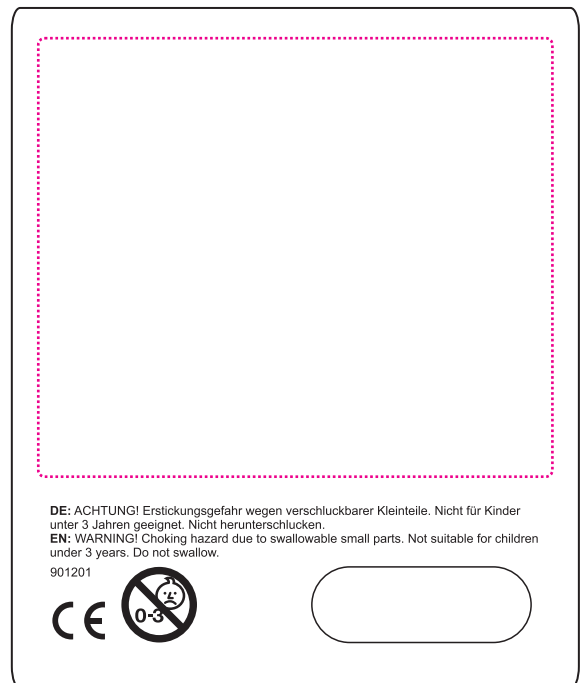 DE: ACHTUNG! Erstickungsgefahr wegen verschluckbarer Kleinteile. Nicht für Kinder
unter 3 Jahren geeignet. Nicht herunterschlucken.
EN: WARNING! Choking hazard due to swallowable small parts. Not suitable for children
under 3 years. Do not swallow.
901201
CE
0-3